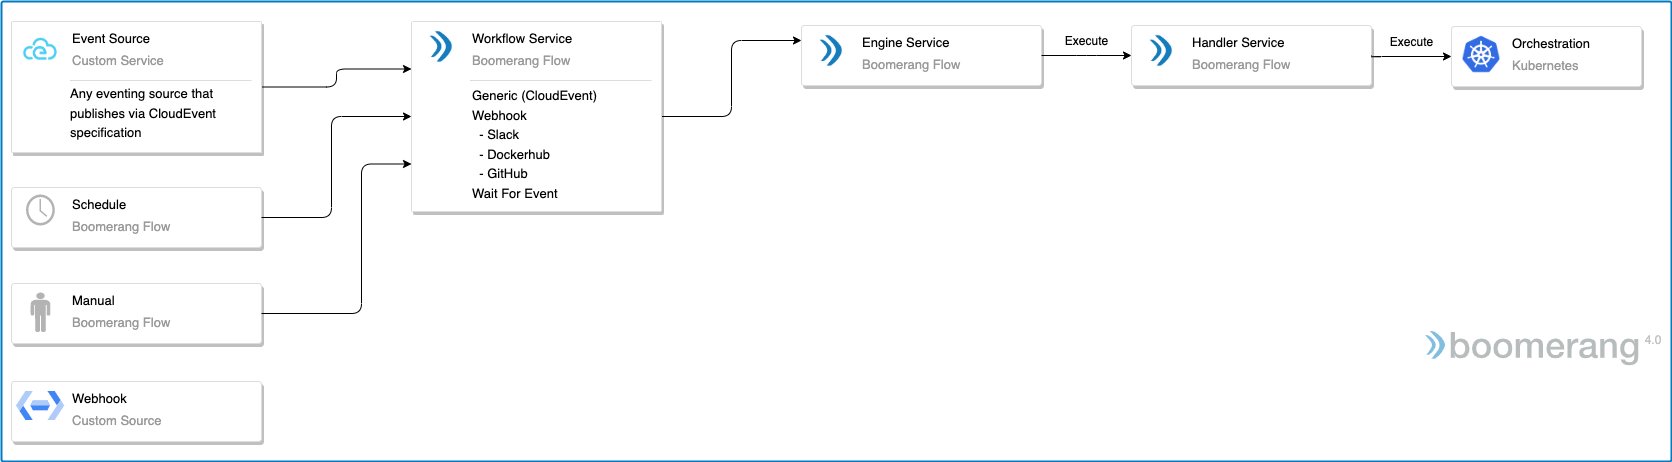 Event Source
Custom Service
Any eventing source that
publishes via CloudEvent
specification
Schedule
Boomerang Flow
Manual
Boomerang Flow
Webhook
Custom Source
Workflow Service
Boomerang Flow
Generic (CloudEvent)
Webhook
- Slack
- Dockerhub
- GitHub
Wait For Event
Engine Service
Boomerang Flow
Execute
Handler Service
Boomerang Flow
Execute
Orchestration
Kubernetes
boomerang 4.0